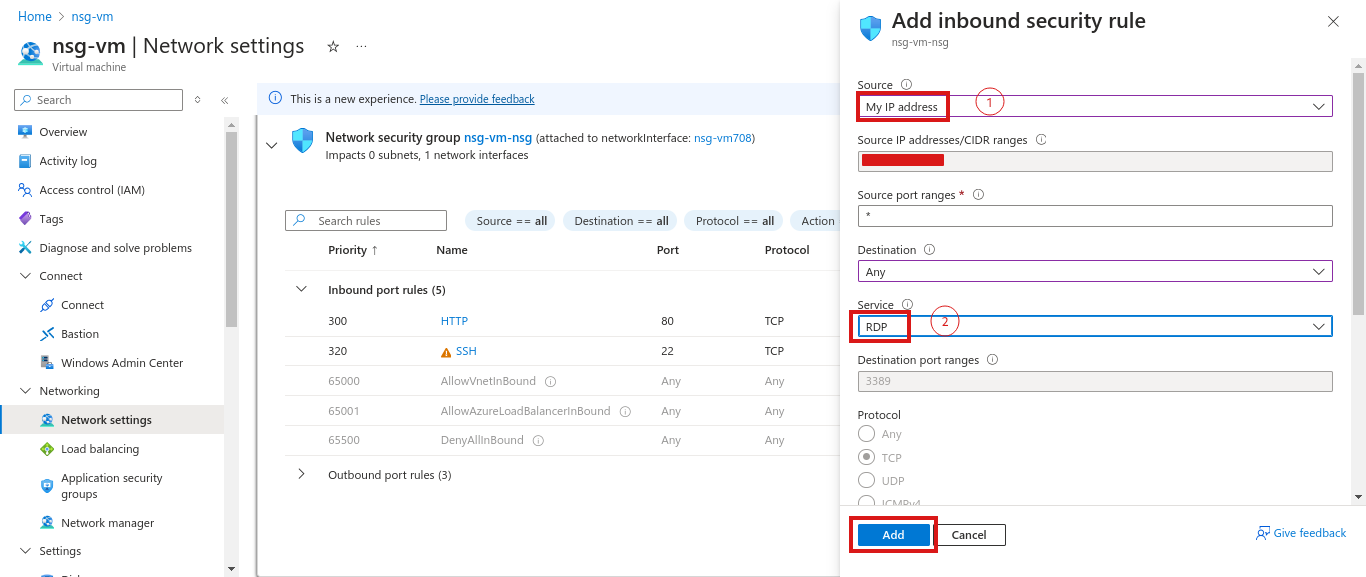 Home > nsg-vm
nsg-vm | Network settings
Virtual machine
Search
This is a new experience. Please provide feedback
Overview
Activity log
Access control (IAM)
Tags
Diagnose and solve problems
Connect
Connect
Bastion
Windows Admin Center
Networking
Network settings
Load balancing
Application security
groups
Network manager
Settings
Network security group nsg-vm-nsg (attached to networkInterface: nsg-vm708)
Impacts 0 subnets, 1 network interfaces
Search rules
Source == all
Destination == all
Protocol == all
Action
Priority ↑ Name Port Protocol
Inbound port rules (5)
300 HTTP 80 TCP
320 SSH 22 TCP
65000 AllowVnetInBound Any Any
65001 AllowAzureLoadBalancerInBound Any Any
65500 DenyAllInBound Any Any
Outbound port rules (3)
Add inbound security rule
nsg-vm-nsg
Source
My IP address
1
Source IP addresses/CIDR ranges
Source port ranges *
*
Destination
Any
Service
RDP
2
Destination port ranges
3389
Protocol
Any
TCP
UDP
ICMPv4
Add
Cancel
Give feedback